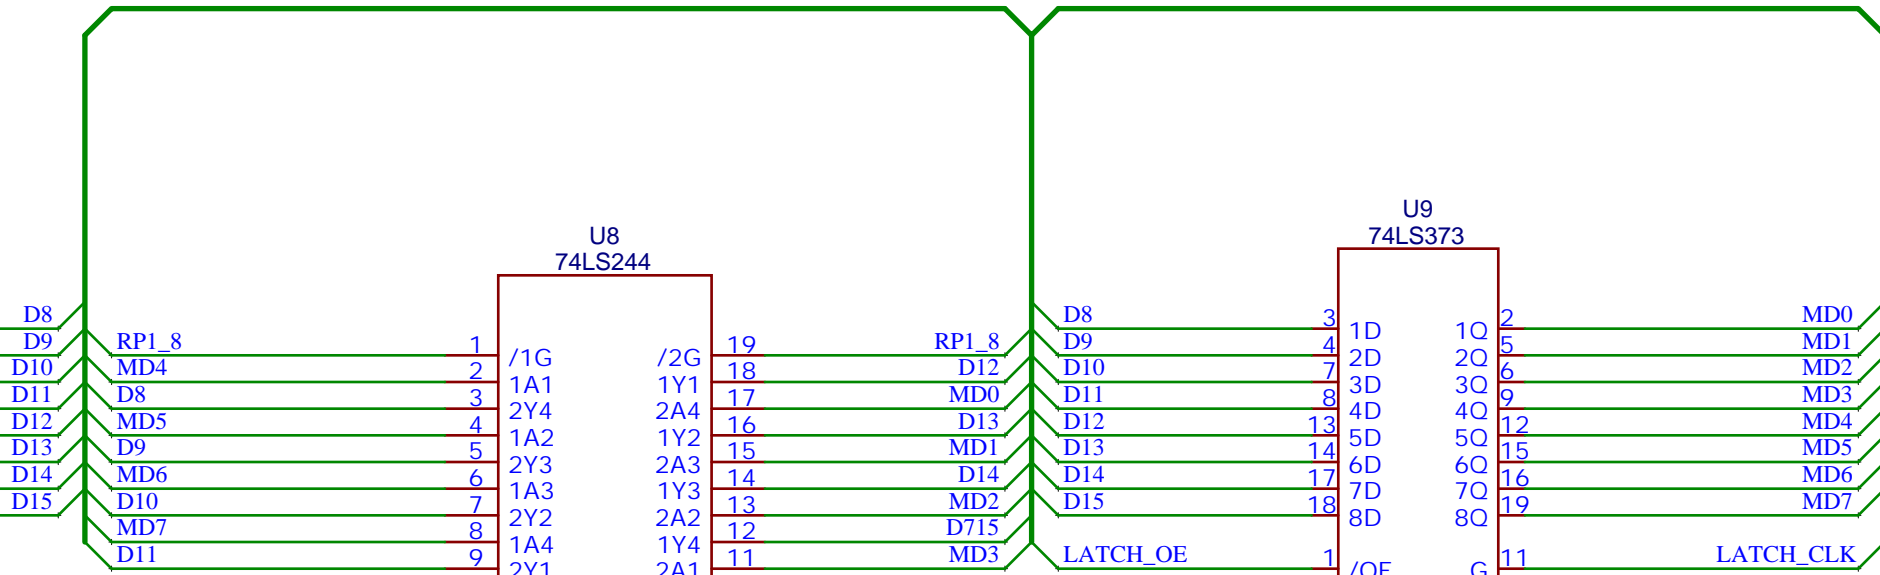 U9
U8
74LS373
74LS244
D8 D8 3 1D 1Q 2 MD0
D9 RP1_8 1 /1G /2G 19 RP1_8 D9 4 2D 2Q 5 MD1
D10 MD4 2 1A1 1Y1 18 D12 D10 7 3D 3Q 6 MD2
D11 D8 3 2Y4 2A4 17 MD0 D11 8 4D 4Q 9 MD3
D12 MD5 4 1A2 1Y2 16 D13 D12 13 5D 5Q 12 MD4
D13 D9 5 2Y3 2A3 15 MD1 D13 14 6D 6Q 15 MD5
D14 MD6 6 1A3 1Y3 14 D14 D14 17 7D 7Q 16 MD6
D15 D10 7 2Y2 2A2 13 MD2 D15 18 8D 8Q 19 MD7
MD7 8 1A4 1Y4 12 D715
D11 9 2Y1 2A1 11 MD3 LATCH_OE 1 /OE G 11 LATCH_CLK